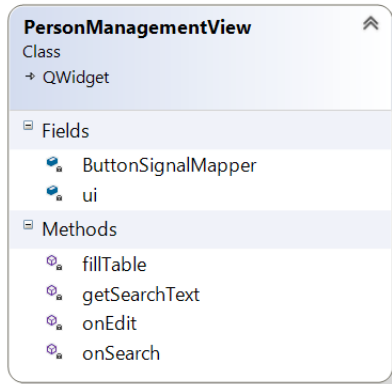 PersonManagementView
Class
→ QWidget
Fields
ButtonSignalMapper
ui
Methods
fillTable
getSearchText
onEdit
onSearch